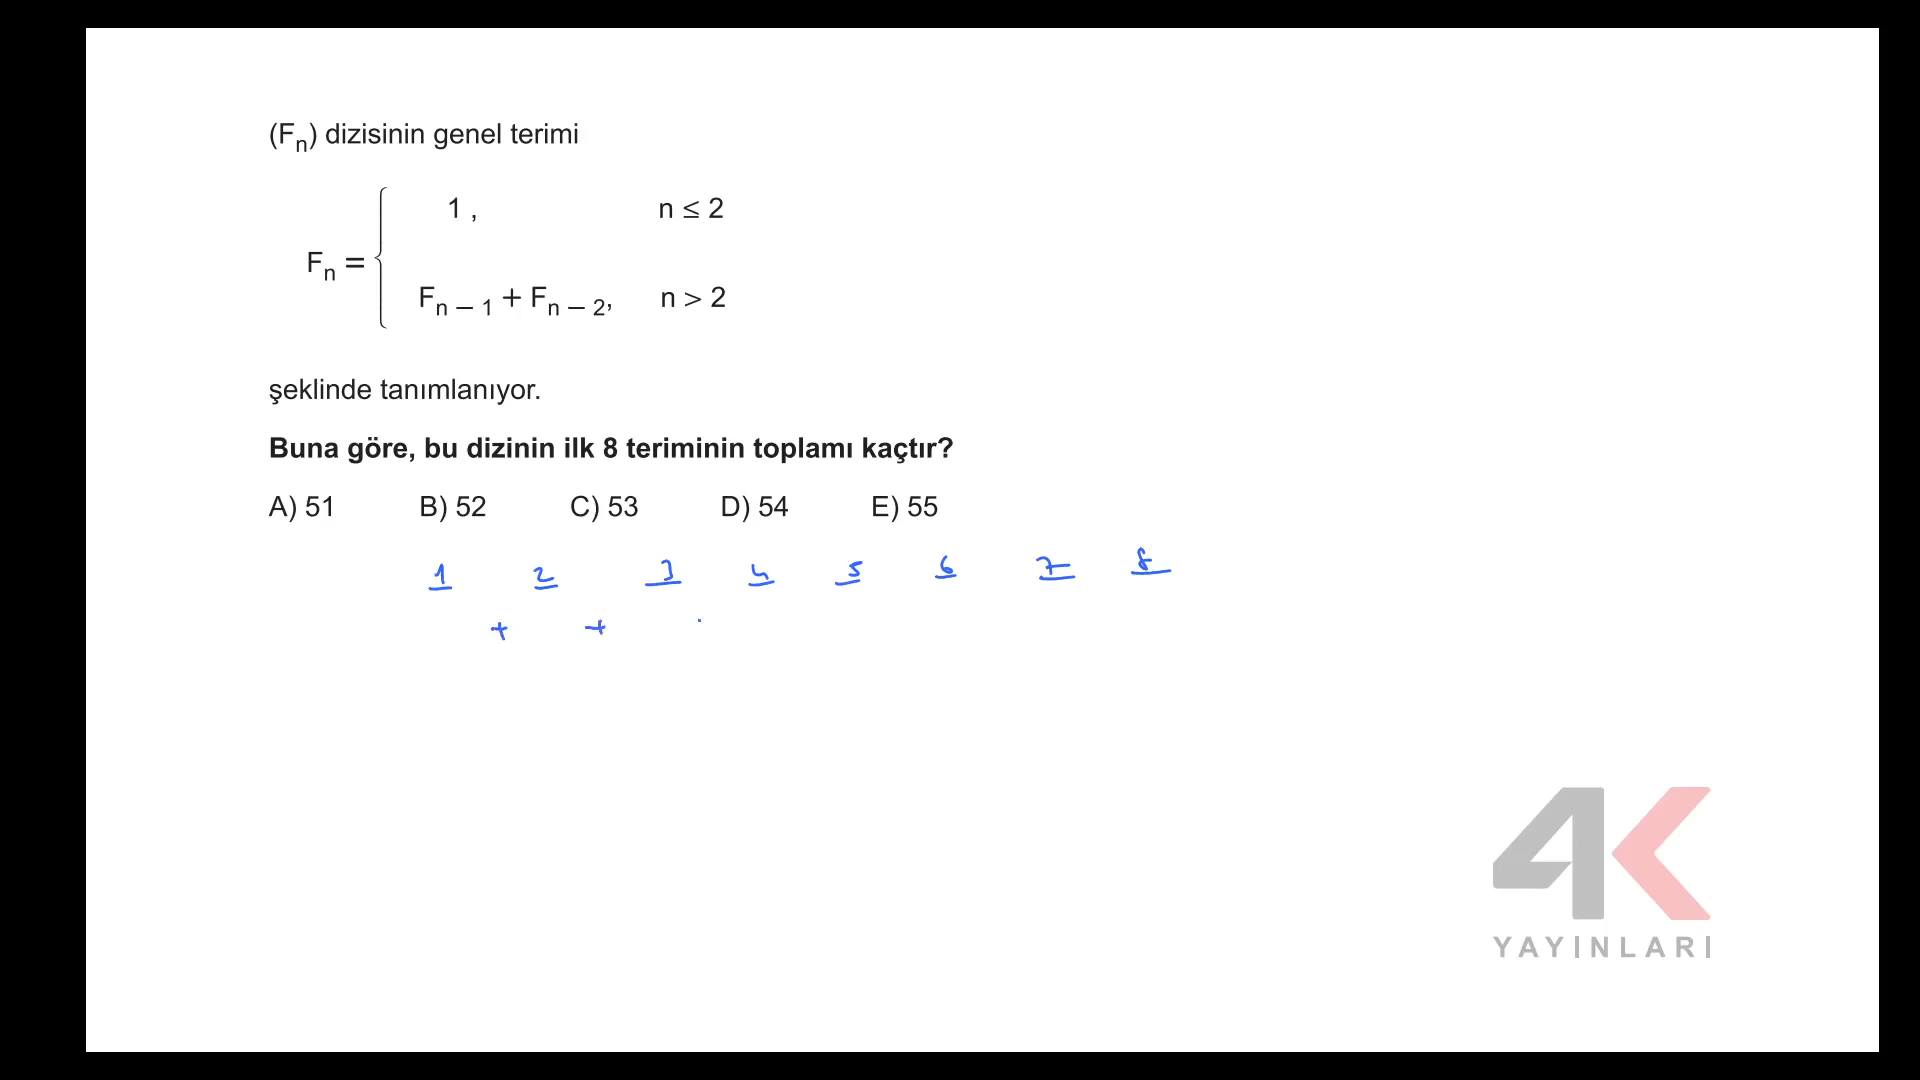 (Fn) dizisinin genel terimi
1 , n ≤ 2
Fn =
Fn − 1 + Fn − 2, n > 2
şeklinde tanımlanıyor.
Buna göre, bu dizinin ilk 8 teriminin toplamı kaçtır?
A) 51 B) 52 C) 53 D) 54 E) 55
1 2 3 4 5 6 7 8
+ + .
4K
YAYINLARI